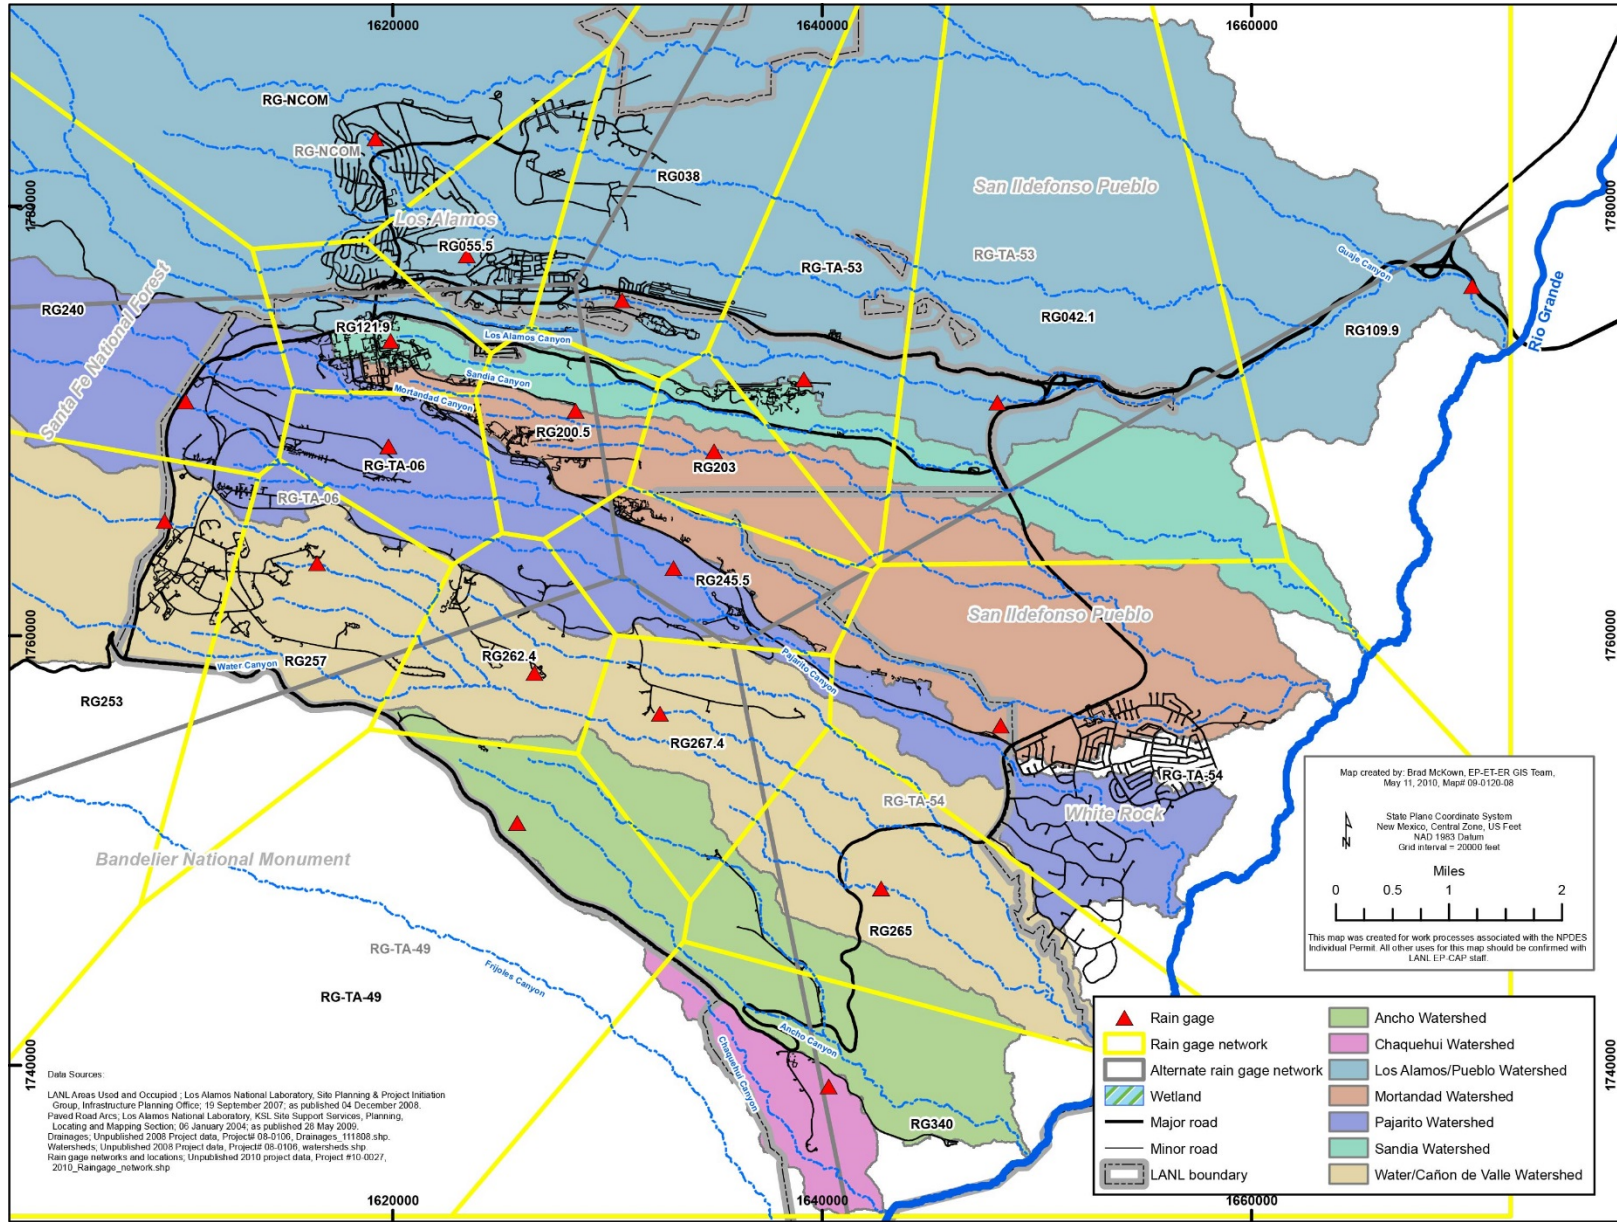 1620000
1640000
1660000
RG-NCOM
RG-NCOM
RG038
San Ildefonso Pueblo
1780000
1780000
Los Alamos
RG055.5
RG-TA-53
RG-TA-53
Guaje Canyon
Santa Fe National Forest
RG240
RG042.1
RG109.9
Rio Grande
RG121.9
Los Alamos Canyon
Sandia Canyon
Mortandad Canyon
RG200.5
RG-TA-06
RG203
RG-TA-06
RG245.5
San Ildefonso Pueblo
1760000
1760000
Water Canyon
RG257
RG262.4
Pajarito Canyon
RG253
RG267.4
RG-TA-54
RG-TA-54
White Rock
Bandelier National Monument
RG265
RG-TA-49
Frijoles Canyon
RG-TA-49
Ancho Canyon
Chaquehui Canyon
1740000
1740000
RG340
Map created by: Brad McKown, EP-ET-ER GIS Team,
May 11, 2010, Map# 09-0120-08
N
State Plane Coordinate System
New Mexico, Central Zone, US Feet
NAD 1983 Datum
Grid interval = 20000 feet
Miles
0 0.5 1 2
This map was created for work processes associated with the NPDES
Individual Permit. All other uses for this map should be confirmed with
LANL EP-CAP staff.
Rain gage
Rain gage network
Alternate rain gage network
Wetland
Major road
Minor road
LANL boundary
Ancho Watershed
Chaquehui Watershed
Los Alamos/Pueblo Watershed
Mortandad Watershed
Pajarito Watershed
Sandia Watershed
Water/Cañon de Valle Watershed
Data Sources:
LANL Areas Used and Occupied ; Los Alamos National Laboratory, Site Planning & Project Initiation
Group, Infrastructure Planning Office; 19 September 2007; as published 04 December 2008.
Paved Road Arcs; Los Alamos National Laboratory, KSL Site Support Services, Planning,
Locating and Mapping Section; 06 January 2004; as published 28 May 2009.
Drainages; Unpublished 2008 Project data, Project# 08-0106, Drainages_111808.shp.
Watersheds; Unpublished 2008 Project data, Project# 08-0106, watersheds.shp.
Rain gage networks and locations; Unpublished 2010 project data, Project #10-0027,
2010_Raingage_network.shp
1620000
1640000
1660000